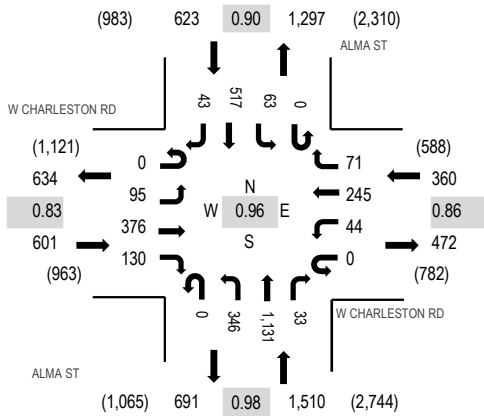 (983) 623 0.90 1,297 (2,310)
ALMA ST
43 517 63 0
W CHARLESTON RD
(1,121) 0 71 (588)
634 95 245 360
N
0.83 W 0.96 E 0.86
S
376 44
601 130 0 472
(963) (782)
0 346 1,131 33
W CHARLESTON RD
ALMA ST
(1,065) 691 0.98 1,510 (2,744)